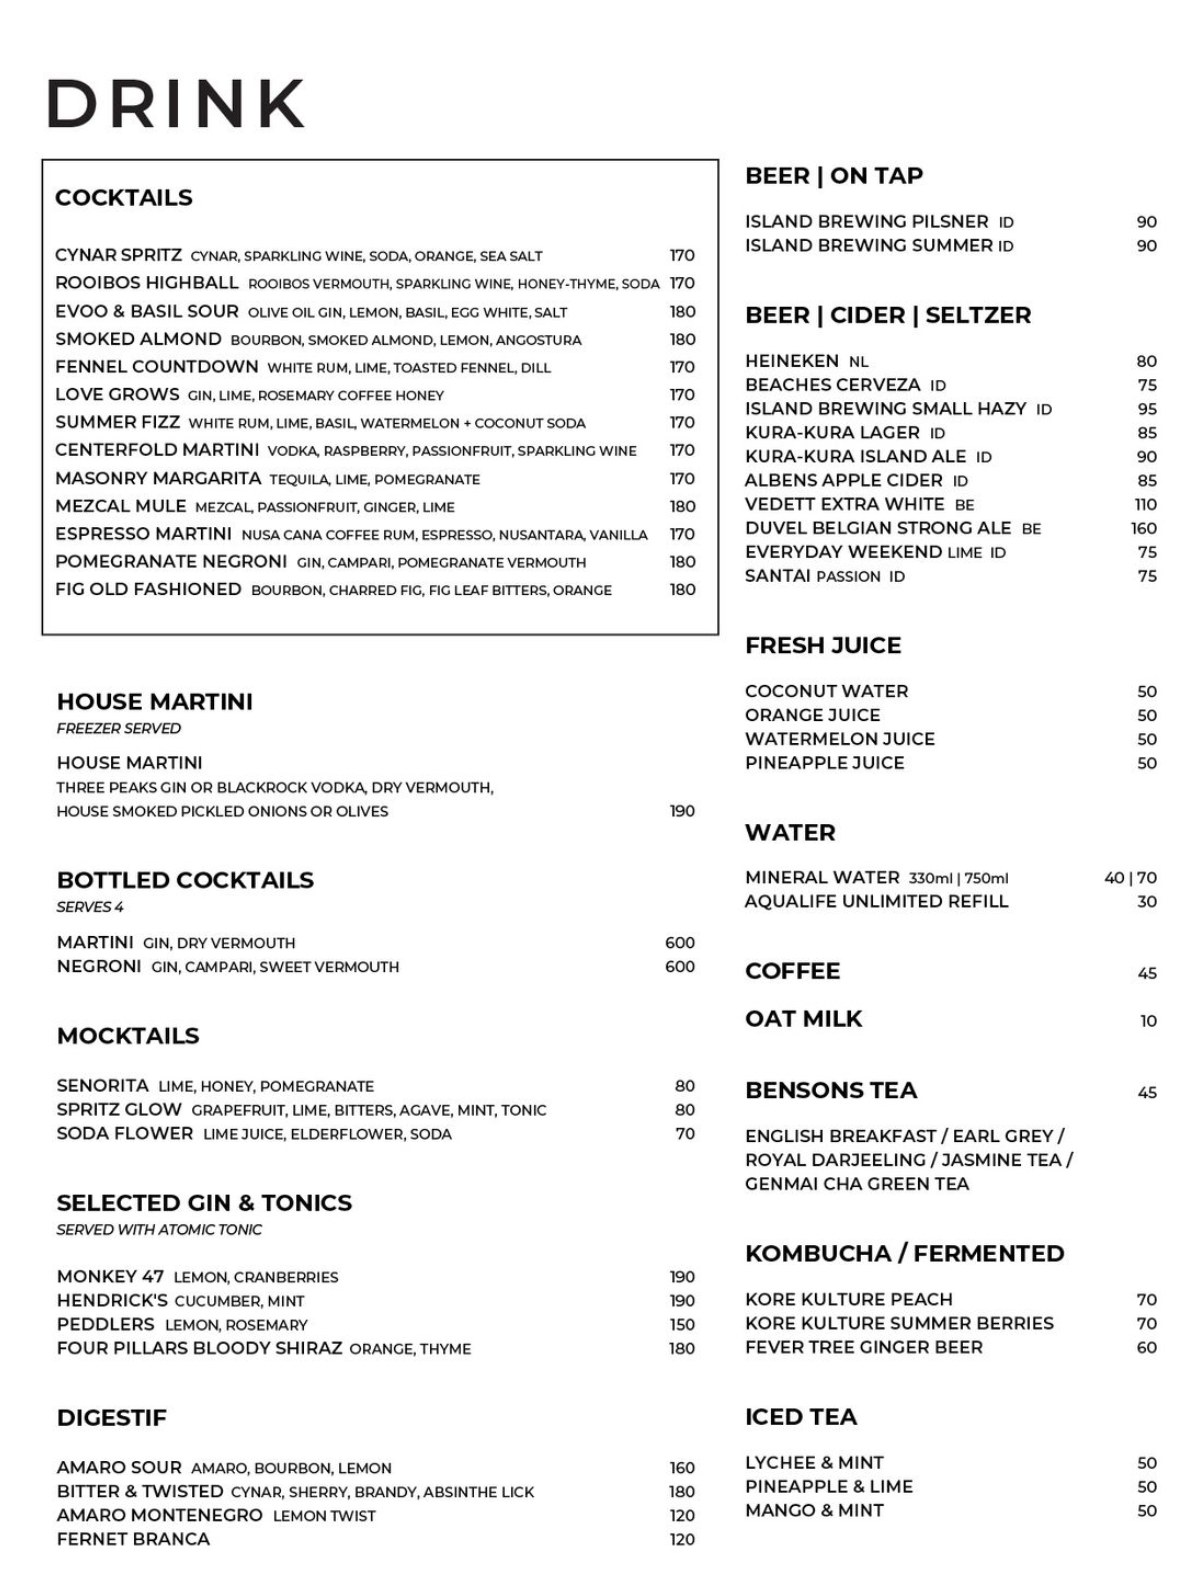 DRINK
COCKTAILS
CYNAR SPRITZ CYNAR, SPARKLING WINE, SODA, ORANGE, SEA SALT 170
ROOIBOS HIGHBALL ROOIBOS VERMOUTH, SPARKLING WINE, HONEY-THYME, SODA 170
EVOO & BASIL SOUR OLIVE OIL GIN, LEMON, BASIL, EGG WHITE, SALT 180
SMOKED ALMOND BOURBON, SMOKED ALMOND, LEMON, ANGOSTURA 180
FENNEL COUNTDOWN WHITE RUM, LIME, TOASTED FENNEL, DILL 170
LOVE GROWS GIN, LIME, ROSEMARY COFFEE HONEY 170
SUMMER FIZZ WHITE RUM, LIME, BASIL, WATERMELON + COCONUT SODA 170
CENTERFOLD MARTINI VODKA, RASPBERRY, PASSIONFRUIT, SPARKLING WINE 170
MASONRY MARGARITA TEQUILA, LIME, POMEGRANATE 170
MEZCAL MULE MEZCAL, PASSIONFRUIT, GINGER, LIME 180
ESPRESSO MARTINI NUSA CANA COFFEE RUM, ESPRESSO, NUSANTARA, VANILLA 170
POMEGRANATE NEGRONI GIN, CAMPARI, POMEGRANATE VERMOUTH 180
FIG OLD FASHIONED BOURBON, CHARRED FIG, FIG LEAF BITTERS, ORANGE 180
HOUSE MARTINI
FREEZER SERVED
HOUSE MARTINI
THREE PEAKS GIN OR BLACKROCK VODKA, DRY VERMOUTH,
HOUSE SMOKED PICKLED ONIONS OR OLIVES 190
BOTTLED COCKTAILS
SERVES 4
MARTINI GIN, DRY VERMOUTH 600
NEGRONI GIN, CAMPARI, SWEET VERMOUTH 600
MOCKTAILS
SENORITA LIME, HONEY, POMEGRANATE 80
SPRITZ GLOW GRAPEFRUIT, LIME, BITTERS, AGAVE, MINT, TONIC 80
SODA FLOWER LIME JUICE, ELDERFLOWER, SODA 70
SELECTED GIN & TONICS
SERVED WITH ATOMIC TONIC
MONKEY 47 LEMON, CRANBERRIES 190
HENDRICK'S CUCUMBER, MINT 190
PEDDLERS LEMON, ROSEMARY 150
FOUR PILLARS BLOODY SHIRAZ ORANGE, THYME 180
DIGESTIF
AMARO SOUR AMARO, BOURBON, LEMON 160
BITTER & TWISTED CYNAR, SHERRY, BRANDY, ABSINTHE LICK 180
AMARO MONTENEGRO LEMON TWIST 120
FERNET BRANCA 120
BEER | ON TAP
ISLAND BREWING PILSNER ID 90
ISLAND BREWING SUMMER ID 90
BEER | CIDER | SELTZER
HEINEKEN NL 80
BEACHES CERVEZA ID 75
ISLAND BREWING SMALL HAZY ID 95
KURA-KURA LAGER ID 85
KURA-KURA ISLAND ALE ID 90
ALBENS APPLE CIDER ID 85
VEDETT EXTRA WHITE BE 110
DUVEL BELGIAN STRONG ALE BE 160
EVERYDAY WEEKEND LIME ID 75
SANTAI PASSION ID 75
FRESH JUICE
COCONUT WATER 50
ORANGE JUICE 50
WATERMELON JUICE 50
PINEAPPLE JUICE 50
WATER
MINERAL WATER 330ml | 750ml 40 | 70
AQUALIFE UNLIMITED REFILL 30
COFFEE 45
OAT MILK 10
BENSONS TEA 45
ENGLISH BREAKFAST / EARL GREY /
ROYAL DARJEELING / JASMINE TEA /
GENMAI CHA GREEN TEA
KOMBUCHA / FERMENTED
KORE KULTURE PEACH 70
KORE KULTURE SUMMER BERRIES 70
FEVER TREE GINGER BEER 60
ICED TEA
LYCHEE & MINT 50
PINEAPPLE & LIME 50
MANGO & MINT 50